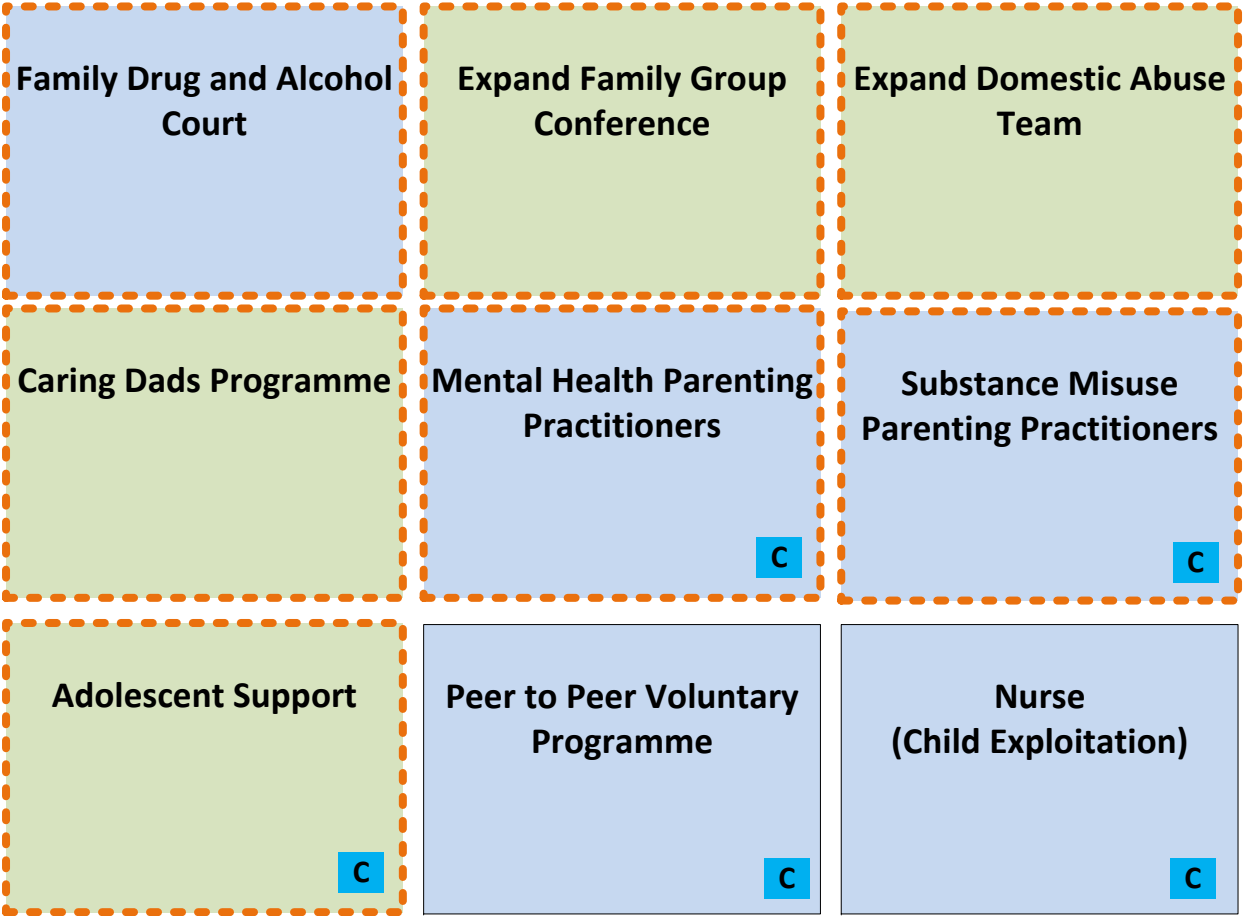 Family Drug and Alcohol
Court
Expand Family Group
Conference
Expand Domestic Abuse
Team
Caring Dads Programme
Mental Health Parenting
Practitioners
C
Substance Misuse
Parenting Practitioners
C
Adolescent Support
C
Peer to Peer Voluntary
Programme
C
Nurse
(Child Exploitation)
C